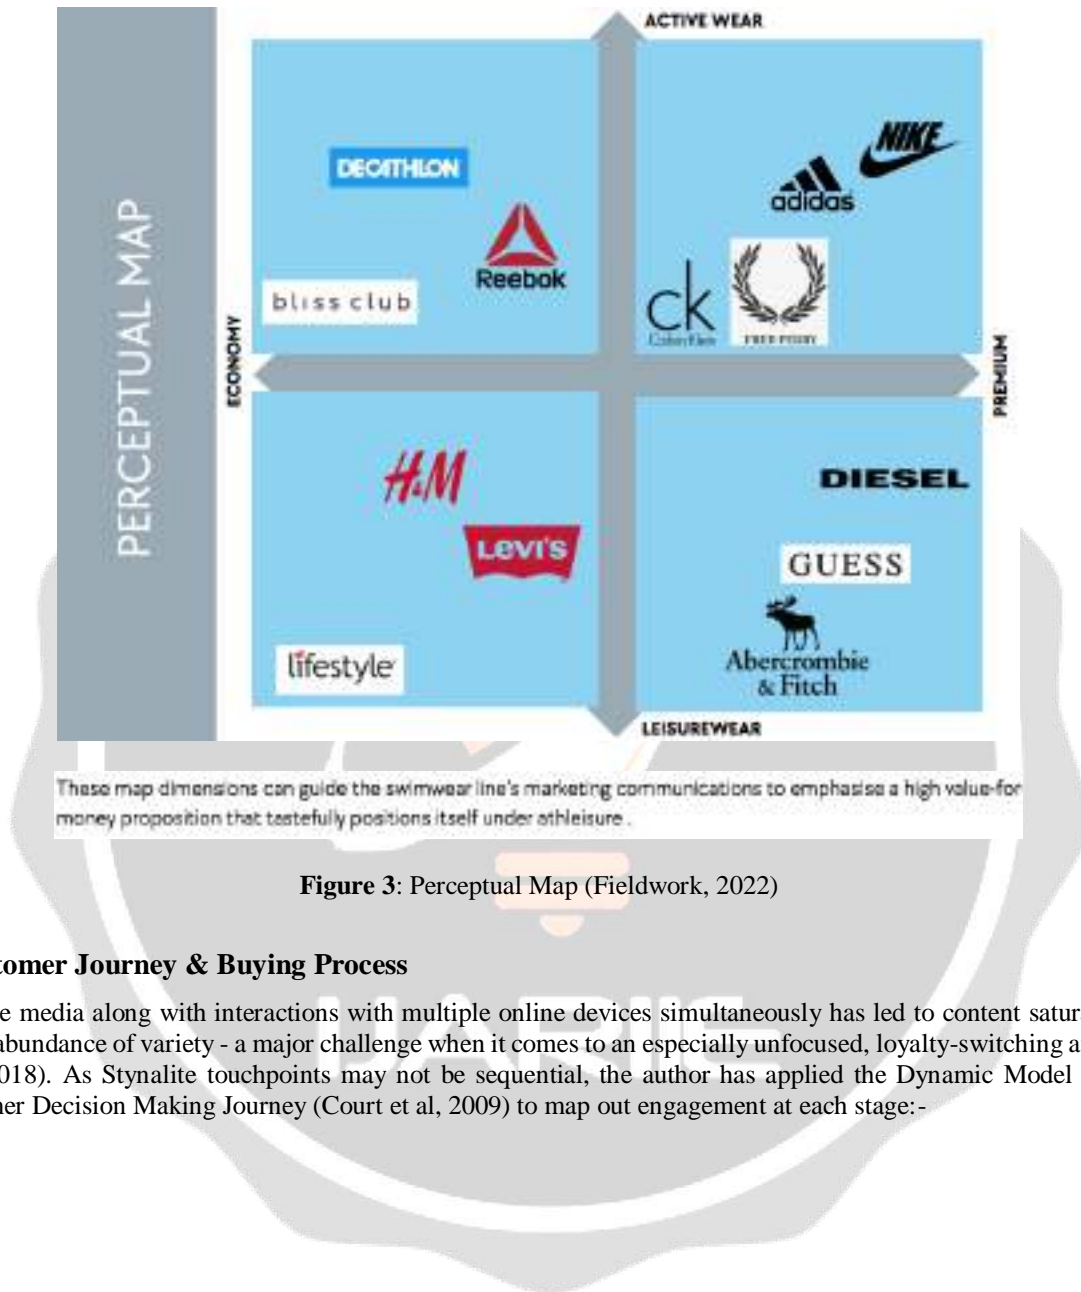 ACTIVE WEAR
PERCEPTUAL MAP
ECONOMY
PREMIUM
DECATHLON
NIKE
adidas
Reebok
bliss club
ck
Calvin Klein
FRED PERRY
H&M
DIESEL
LEVI'S
GUESS
lifestyle
Abercrombie
& Fitch
LEISUREWEAR
These map dimensions can guide the swimwear line's marketing communications to emphasise a high value-for
money proposition that tastefully positions itself under athleisure .
Figure 3: Perceptual Map (Fieldwork, 2022)
tomer Journey & Buying Process
e media along with interactions with multiple online devices simultaneously has led to content satura
abundance of variety - a major challenge when it comes to an especially unfocused, loyalty-switching a
018). As Stynalite touchpoints may not be sequential, the author has applied the Dynamic Model
ner Decision Making Journey (Court et al, 2009) to map out engagement at each stage:-